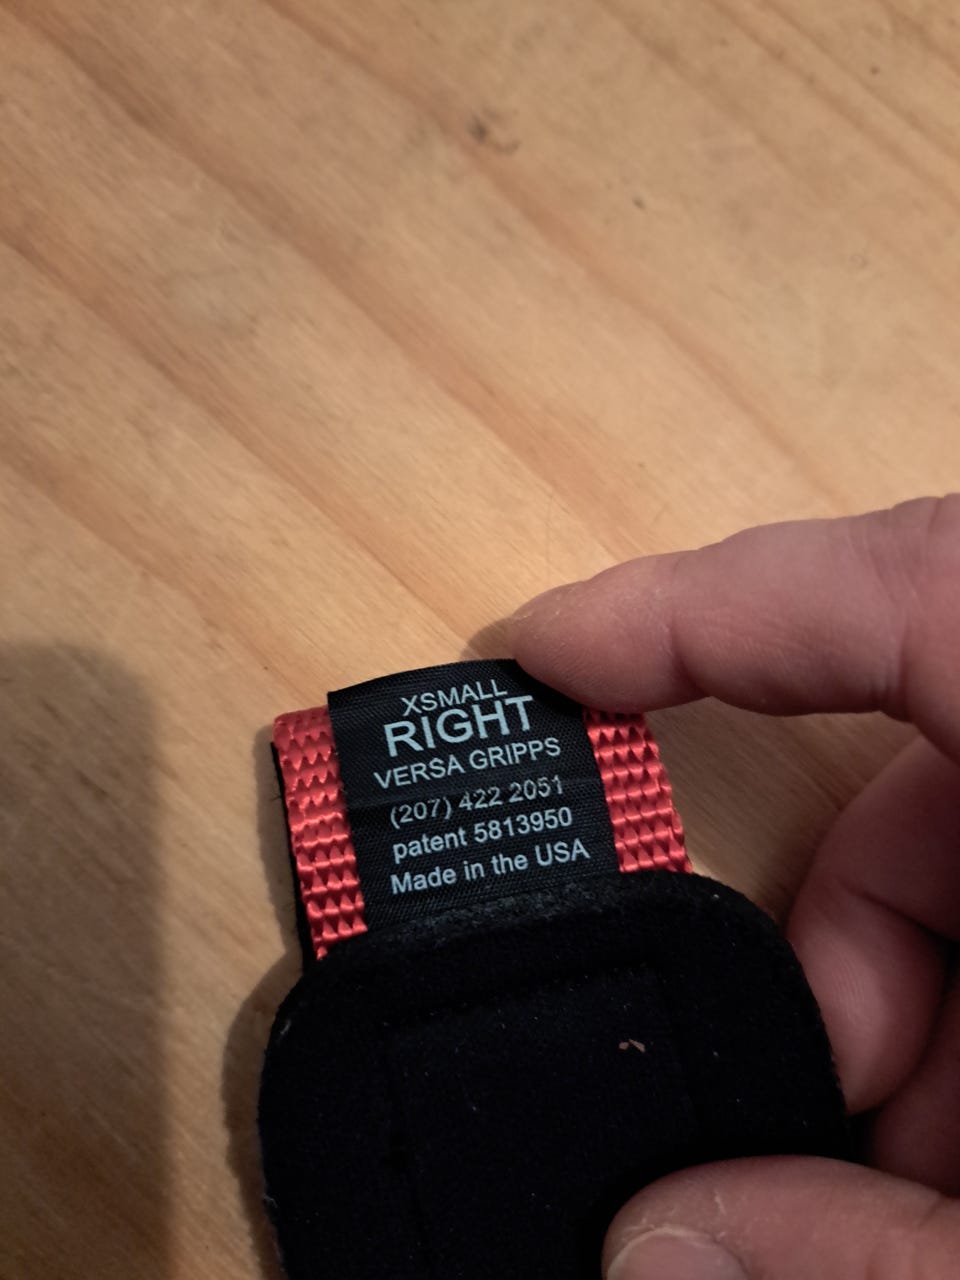 XSMALL
RIGHT
VERSA GRIPPS
(207) 422 2051
patent 5813950
Made in the USA